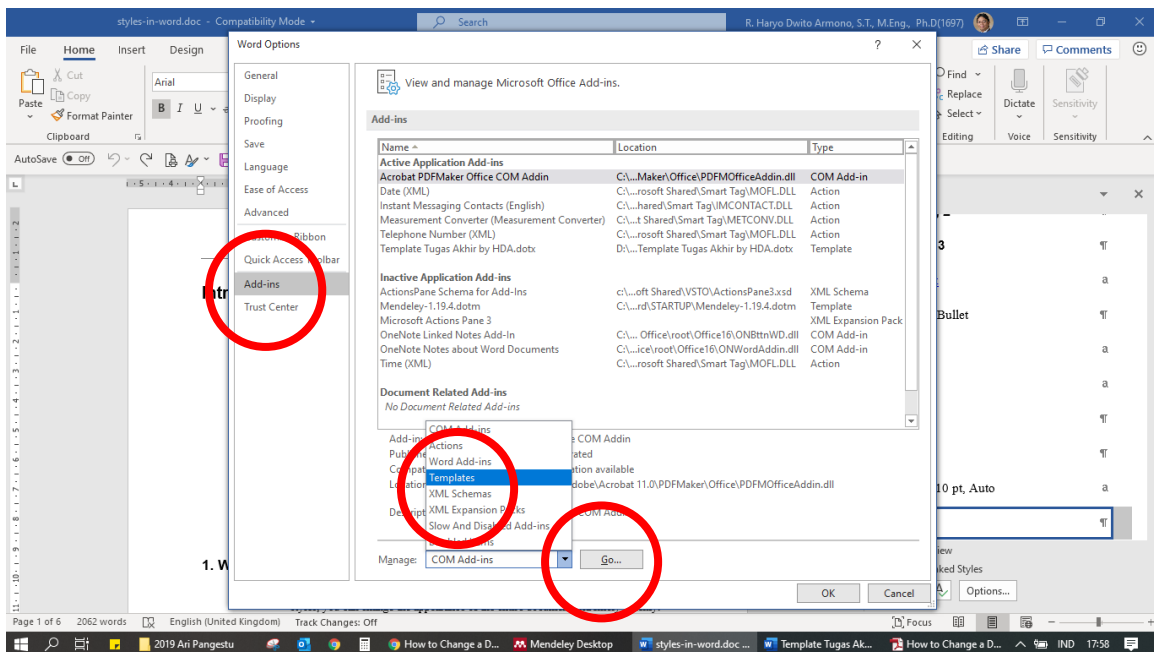 styles-in-word.doc - Compatibility Mode
Search
R. Haryo Dwito Armono, S.T., M.Eng., Ph.D(1697)
File Home Insert Design
Share Comments
Word Options
?
Cut
Copy
Paste
Format Painter
Clipboard
Arial
B I U
Find
Replace
Select
Editing
Dictate
Voice
Sensitivity
Sensitivity
AutoSave Off
General
Display
Proofing
Save
Language
Ease of Access
Advanced
Quick Access Toolbar
Add-ins
Trust Center
View and manage Microsoft Office Add-ins.
Add-ins
Name Location Type
Active Application Add-ins
Acrobat PDFMaker Office COM Addin C:\...Maker\Office\PDFMOfficeAddin.dll COM Add-in
Date (XML) C:\...rosoft Shared\Smart Tag\MOFL.DLL Action
Instant Messaging Contacts (English) C:\...hared\Smart Tag\IMCONTACT.DLL Action
Measurement Converter (Measurement Converter) C:\...t Shared\Smart Tag\METCONV.DLL Action
Telephone Number (XML) C:\...rosoft Shared\Smart Tag\MOFL.DLL Action
Template Tugas Akhir by HDA.dotx D:\...Template Tugas Akhir by HDA.dotx Template
Inactive Application Add-ins
ActionsPane Schema for Add-Ins c:\...oft Shared\VSTO\ActionsPane3.xsd XML Schema
Mendeley-1.19.4.dotm C:\...rd\STARTUP\Mendeley-1.19.4.dotm Template
Microsoft Actions Pane 3 XML Expansion Pack
OneNote Linked Notes Add-In C:\... Office\root\Office16\ONBttnWD.dll COM Add-in
OneNote Notes about Word Documents C:\...ice\root\Office16\ONWordAddin.dll COM Add-in
Time (XML) C:\...rosoft Shared\Smart Tag\MOFL.DLL Action
Document Related Add-ins
No Document Related Add-ins
COM Add-ins
Actions
Word Add-ins
Templates
XML Schemas
XML Expansion Packs
Slow And Disabled Add-ins
COM Addin
\Acrobat 11.0\PDFMaker\Office\PDFMOfficeAddin.dll
Manage: COM Add-ins Go...
OK Cancel
Intr
1. W
3 ¶
a
Bullet ¶
a
a
¶
¶
10 pt, Auto a
¶
Styles
Options...
Page 1 of 6 2062 words English (United Kingdom) Track Changes: Off
Focus
2019 Ari Pangestu
How to Change a D...
Mendeley Desktop
styles-in-word.doc ...
Template Tugas Ak...
How to Change a D...
IND 17:58